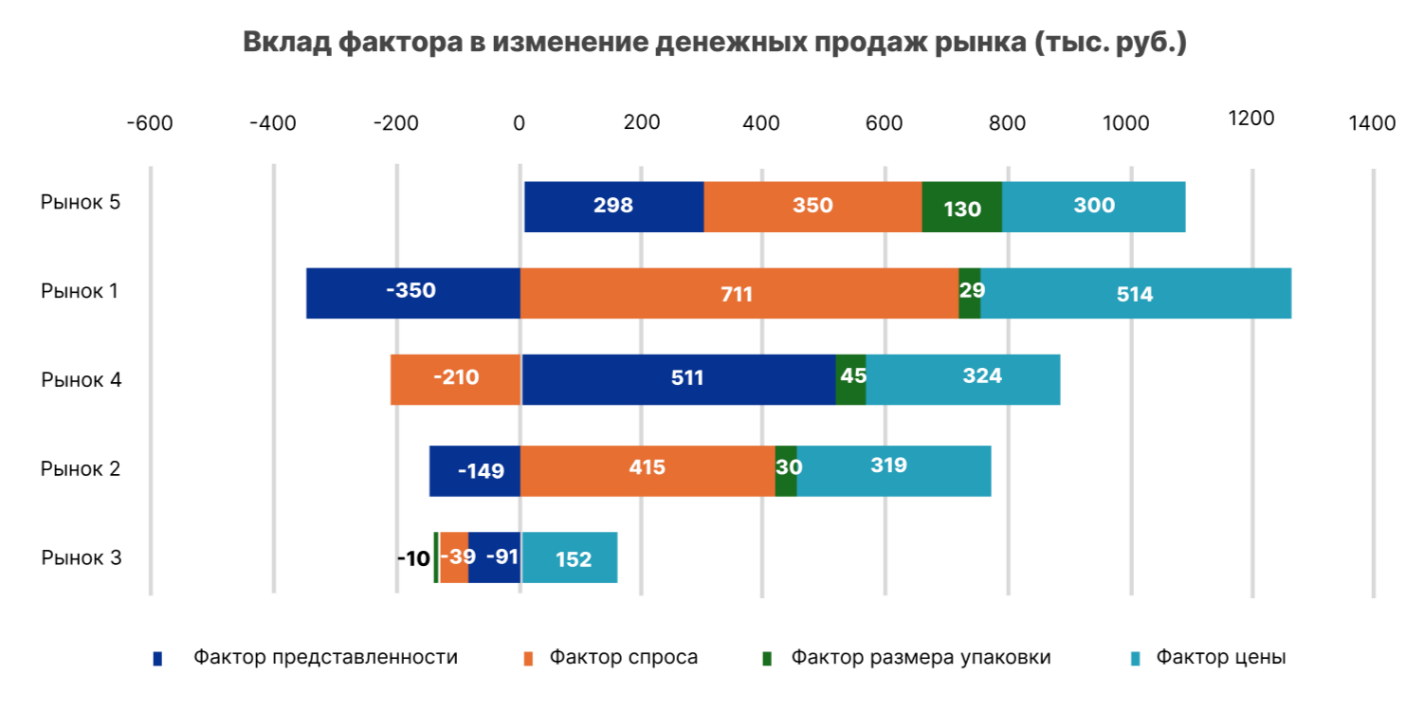 Вклад фактора в изменение денежных продаж рынка (тыс. руб.)
-600 -400 -200 0 200 400 600 800 1000 1200 1400
Рынок 5 298 350 130 300
Рынок 1 -350 711 29 514
Рынок 4 -210 511 45 324
Рынок 2 -149 415 30 319
Рынок 3 -10 -39 -91 152
Фактор представленности Фактор спроса Фактор размера упаковки Фактор цены